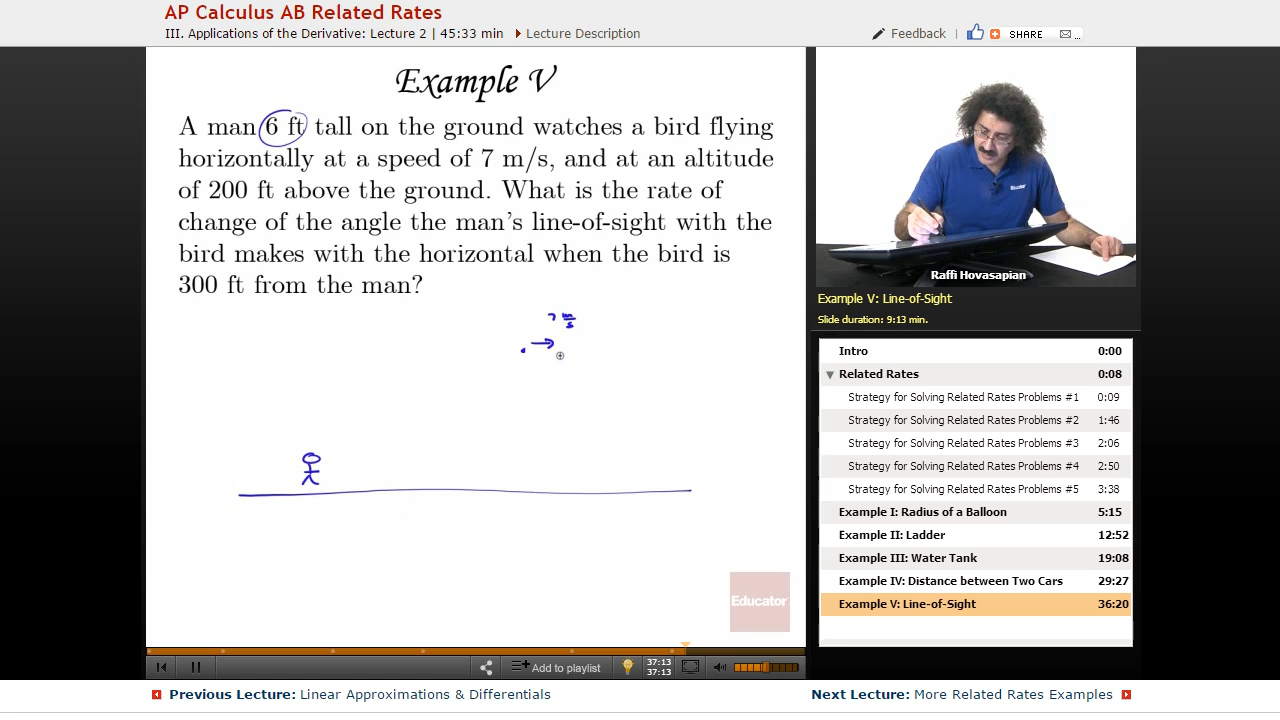 AP Calculus AB Related Rates
III. Applications of the Derivative: Lecture 2 | 45:33 min Lecture Description
Feedback | SHARE ...
Example V
A man 6 ft tall on the ground watches a bird flying
horizontally at a speed of 7 m/s, and at an altitude
of 200 ft above the ground. What is the rate of
change of the angle the man's line-of-sight with the
bird makes with the horizontal when the bird is
300 ft from the man?
7 m/s
Educator
Educator
Raffi Hovasapian
Example V: Line-of-Sight
Slide duration: 9:13 min.
Intro 0:00
Related Rates 0:08
Strategy for Solving Related Rates Problems #1 0:09
Strategy for Solving Related Rates Problems #2 1:46
Strategy for Solving Related Rates Problems #3 2:06
Strategy for Solving Related Rates Problems #4 2:50
Strategy for Solving Related Rates Problems #5 3:38
Example I: Radius of a Balloon 5:15
Example II: Ladder 12:52
Example III: Water Tank 19:08
Example IV: Distance between Two Cars 29:27
Example V: Line-of-Sight 36:20
Add to playlist
37:13
37:13
Previous Lecture: Linear Approximations & Differentials
Next Lecture: More Related Rates Examples